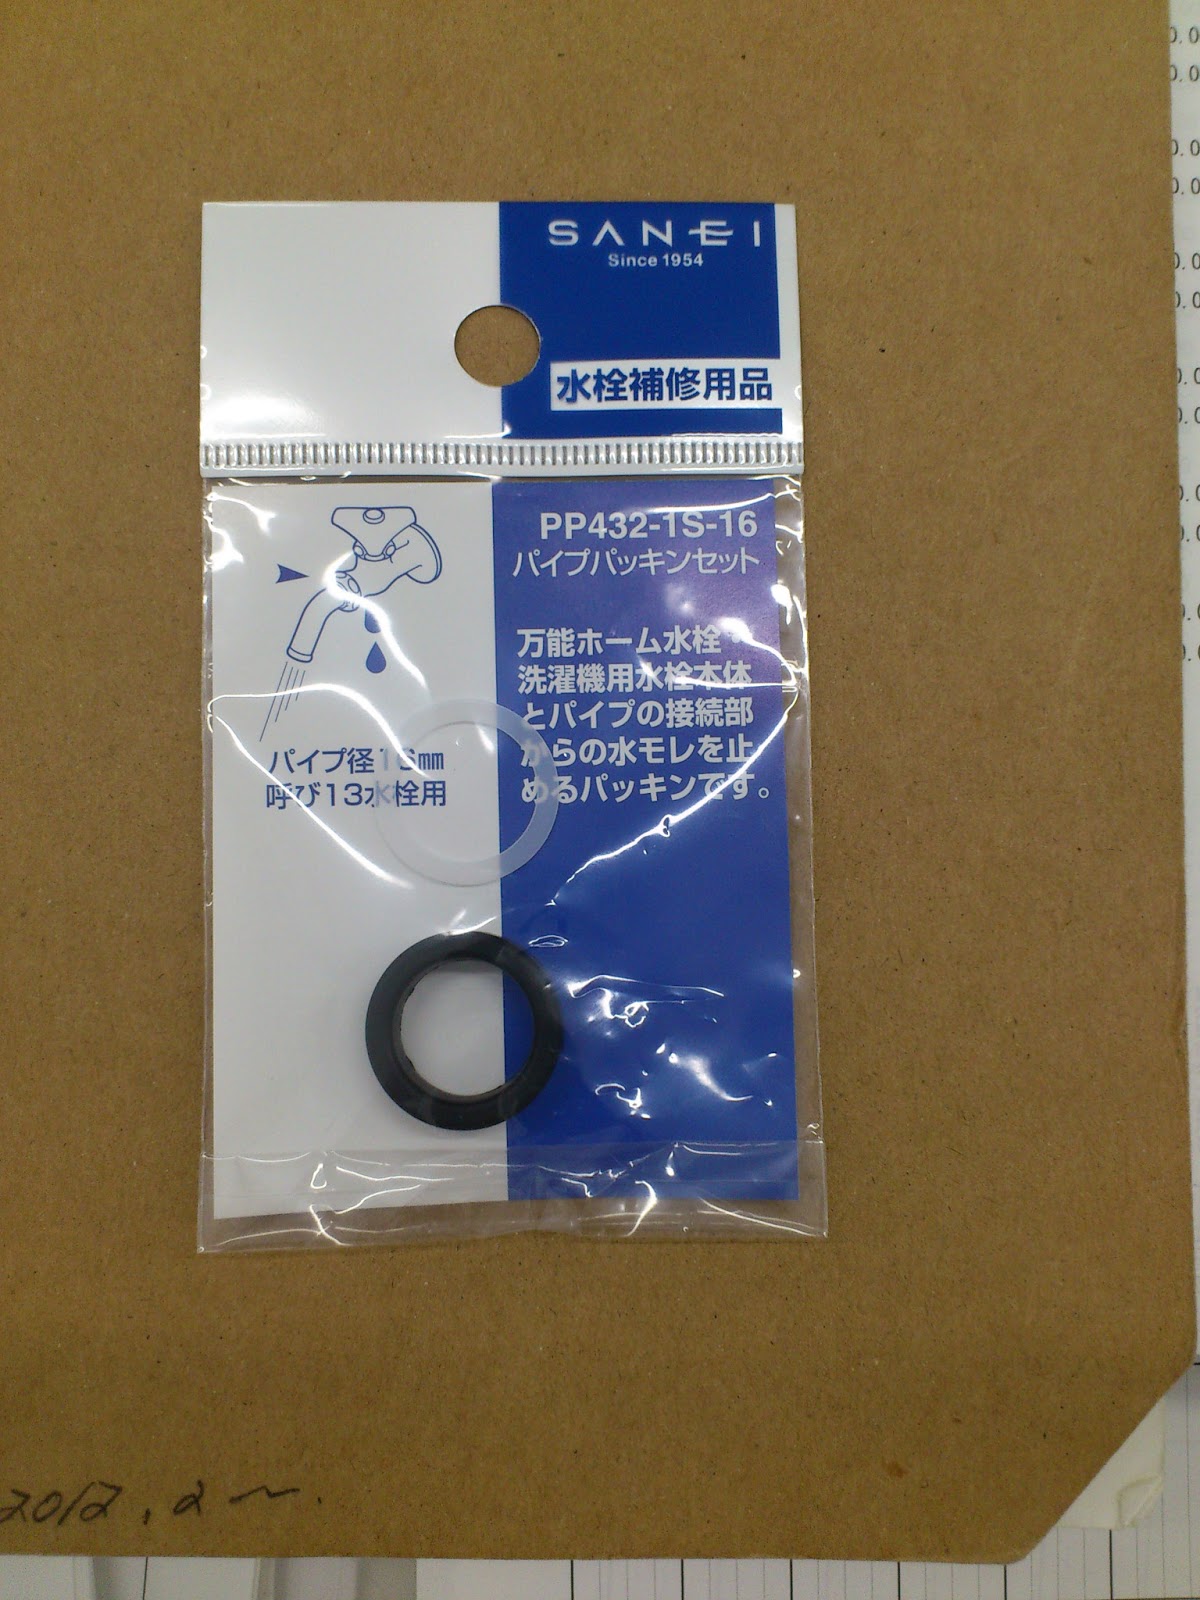 SANEI
Since 1954
水栓補修用品
PP432-1S-16
パイプパッキンセット
万能ホーム水栓・
洗濯機用水栓本体
とパイプの接続部
からの水モレを止
めるパッキンです。
パイプ径16mm
呼び13水栓用
2012.2〜.